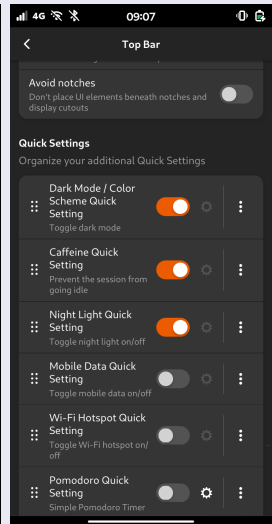 4G
09:07
Top Bar
Avoid notches
Don't place UI elements beneath notches and
display cutouts
Quick Settings
Organize your additional Quick Settings
Dark Mode / Color
Scheme Quick
Setting
Toggle dark mode
Caffeine Quick
Setting
Prevent the session from
going idle
Night Light Quick
Setting
Toggle night light on/off
Mobile Data Quick
Setting
Toggle mobile data on/off
Wi-Fi Hotspot Quick
Setting
Toggle Wi-Fi hotspot on/
off
Pomodoro Quick
Setting
Simple Pomodoro Timer